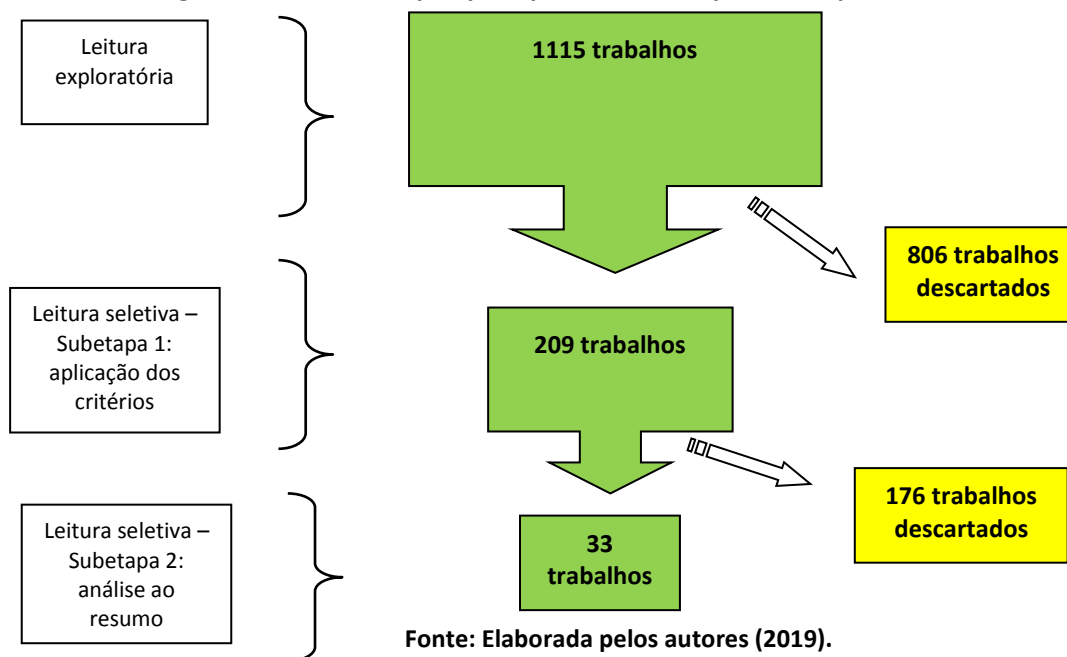 Leitura
exploratória
1115 trabalhos
806 trabalhos
descartados
Leitura seletiva –
Subetapa 1:
aplicação dos
critérios
209 trabalhos
176 trabalhos
descartados
Leitura seletiva –
Subetapa 2:
análise ao
resumo
33
trabalhos
Fonte: Elaborada pelos autores (2019).